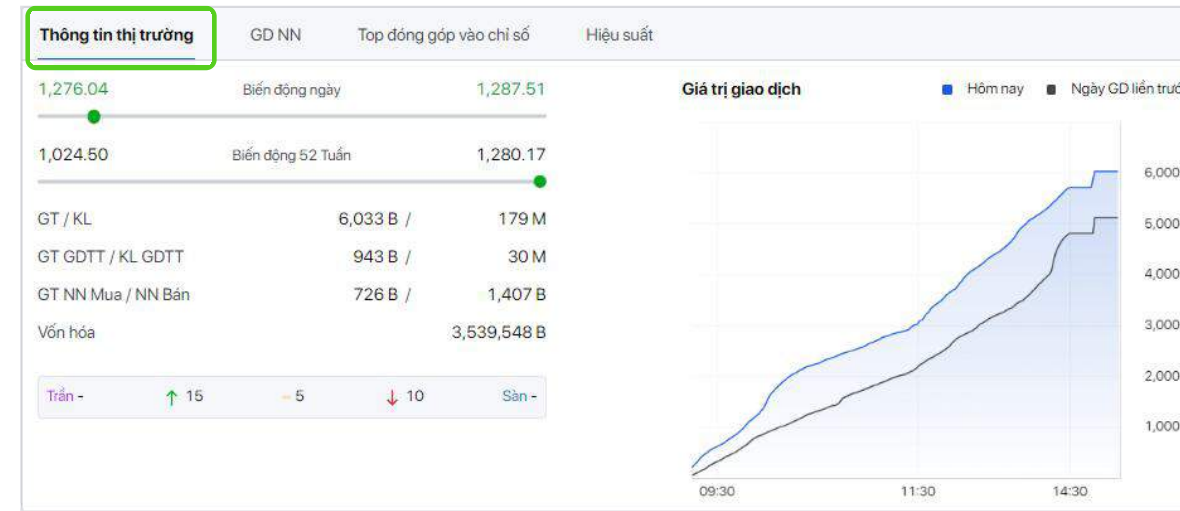 Thông tin thị trường GD NN Top đóng góp vào chỉ số Hiệu suất
1,276.04 Biến động ngày 1,287.51
1,024.50 Biến động 52 Tuần 1,280.17
GT / KL 6,033 B / 179 M
GT GDTT / KL GDTT 943 B / 30 M
GT NN Mua / NN Bán 726 B / 1,407 B
Vốn hóa 3,539,548 B
Trần - ↑ 15 – 5 ↓ 10 Sàn -
Giá trị giao dịch Hôm nay Ngày GD liền trướ
6,000
5,000
4,000
3,000
2,000
1,000
09:30 11:30 14:30